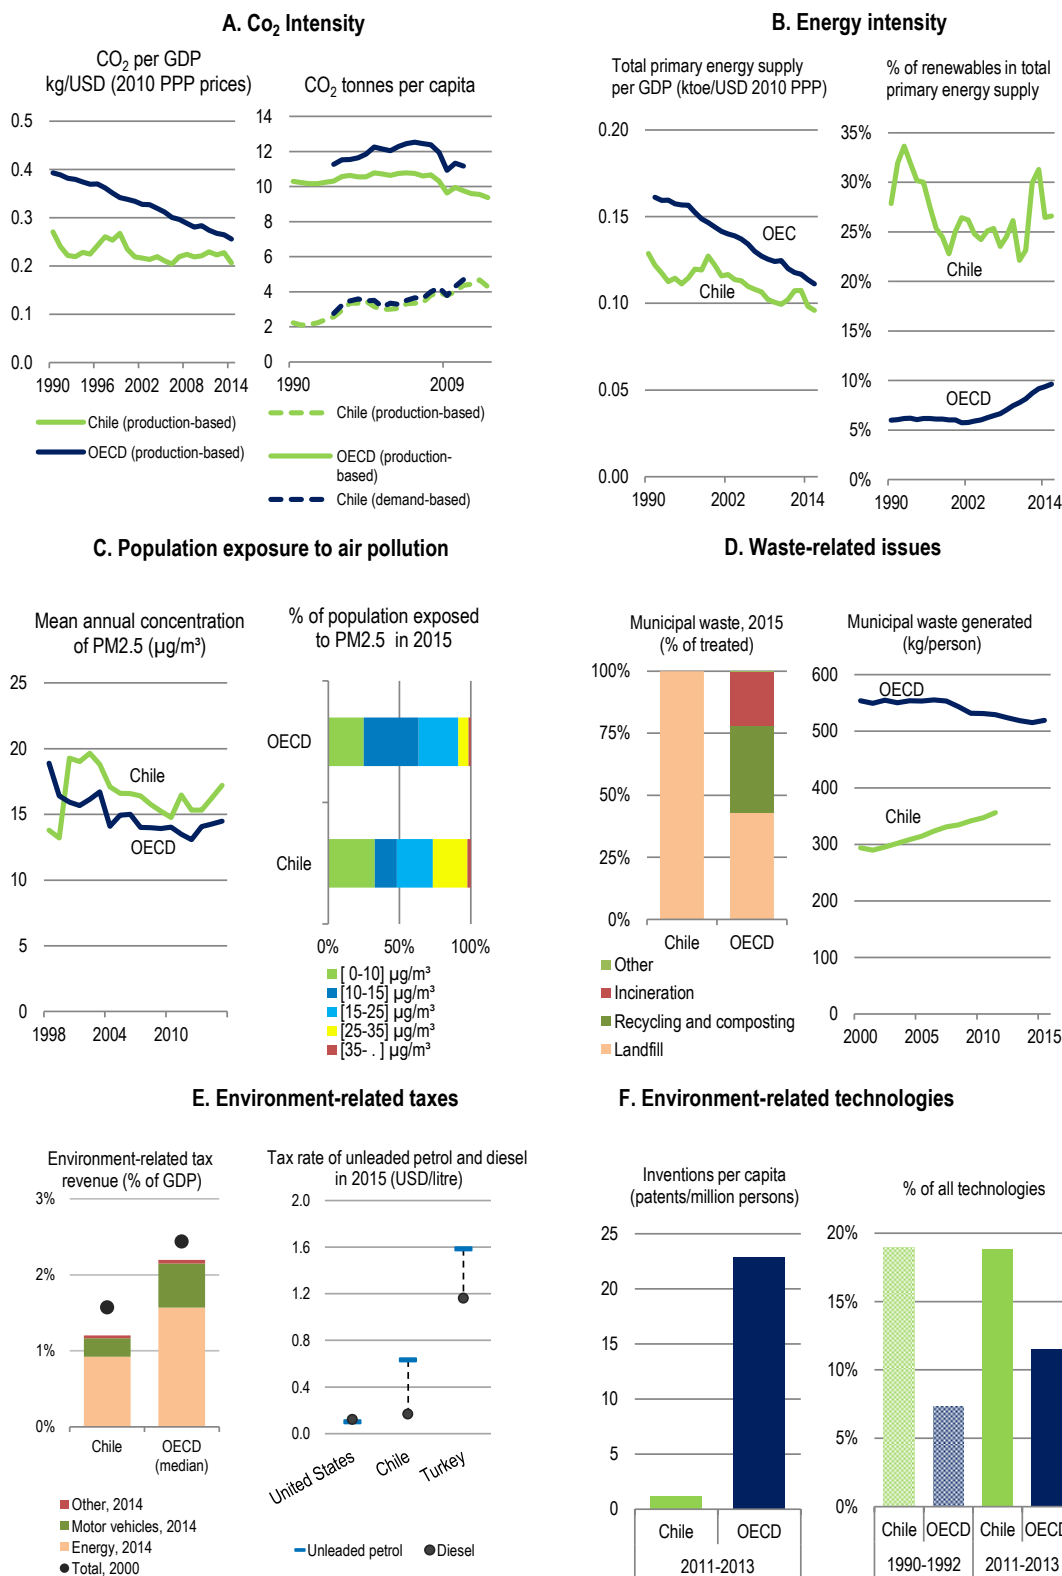 A. Co₂ Intensity
CO₂ per GDP
kg/USD (2010 PPP prices)
0.5
0.4
0.3
0.2
0.1
0.0
1990 1996 2002 2008 2014
Chile (production-based)
OECD (production-based)
CO₂ tonnes per capita
14
12
10
8
6
4
2
0
1990 2009
Chile (production-based)
OECD (production-
based)
Chile (demand-based)
B. Energy intensity
Total primary energy supply
per GDP (ktoe/USD 2010 PPP)
0.20
0.15
0.10
0.05
0.00
OEC
Chile
1990 2002 2014
% of renewables in total
primary energy supply
35%
30%
25%
20%
15%
10%
5%
0%
Chile
OECD
1990 2002 2014
C. Population exposure to air pollution
Mean annual concentration
of PM2.5 (µg/m³)
25
20
15
10
5
0
Chile
OECD
1998 2004 2010
% of population exposed
to PM2.5 in 2015
OECD
Chile
0% 50% 100%
[ 0-10] µg/m³
[10-15] µg/m³
[15-25] µg/m³
[25-35] µg/m³
[35- . ] µg/m³
D. Waste-related issues
Municipal waste, 2015
(% of treated)
100%
75%
50%
25%
0%
Chile OECD
Other
Incineration
Recycling and composting
Landfill
Municipal waste generated
(kg/person)
600
500
400
300
200
100
0
OECD
Chile
2000 2005 2010 2015
E. Environment-related taxes
Environment-related tax
revenue (% of GDP)
3%
2%
1%
0%
Chile OECD
(median)
Other, 2014
Motor vehicles, 2014
Energy, 2014
Total, 2000
Tax rate of unleaded petrol and diesel
in 2015 (USD/litre)
2.0
1.6
1.2
0.8
0.4
0.0
United States Chile Turkey
Unleaded petrol Diesel
F. Environment-related technologies
Inventions per capita
(patents/million persons)
25
20
15
10
5
0
Chile OECD
2011-2013
% of all technologies
20%
15%
10%
5%
0%
Chile OECD Chile OECD
1990-1992 2011-2013